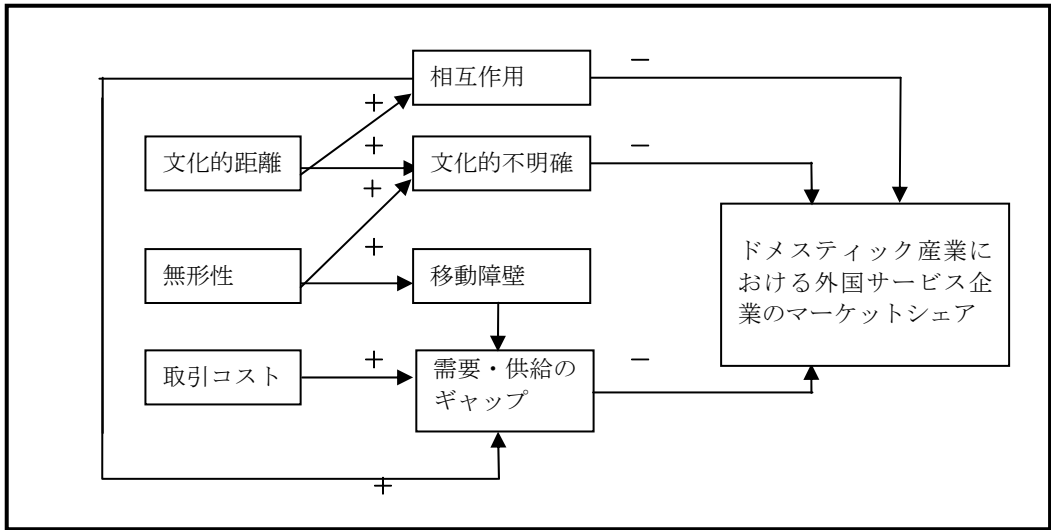 相互作用
−
+
文化的距離
+
文化的不明確
−
+
ドメスティック産業に
おける外国サービス企
業のマーケットシェア
無形性
+
移動障壁
取引コスト
+
需要・供給の
ギャップ
−
+